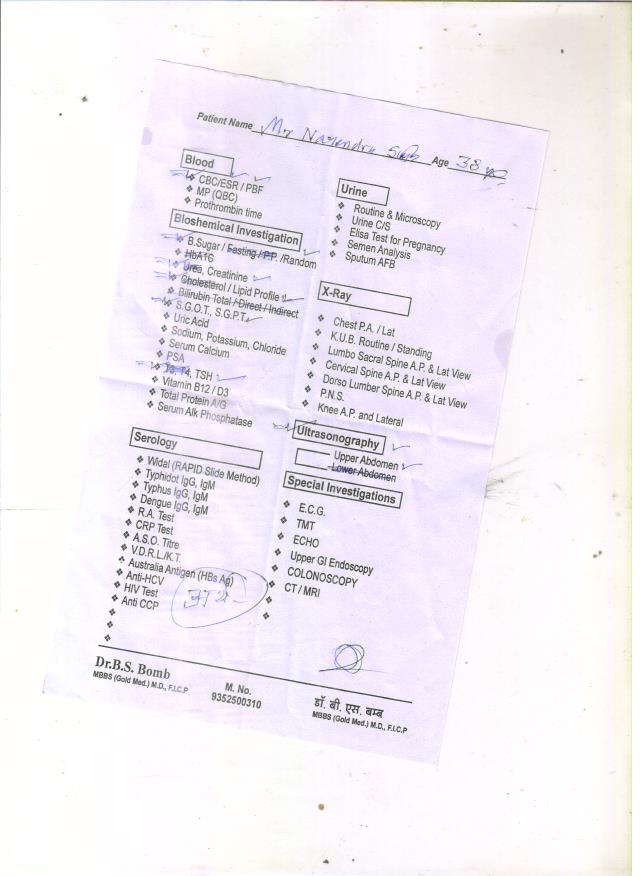 Patient Name Mr Narendra Age 38
Blood
CBC/ESR / PBF
MP (QBC)
Prothrombin time
Bioshemical Investigation
B.Sugar / Fasting / P.P. /Random
HbA1C
Urea, Creatinine
Cholesterol / Lipid Profile
Bilirubin Total / Direct / Indirect
S.G.O.T., S.G.P.T.
Uric Acid
Sodium, Potassium, Chloride
Serum Calcium
PSA
T3, T4, TSH
Vitamin B12 / D3
Total Protein A/G
Serum Alk Phosphatase
Serology
Widal (RAPID Slide Method)
Typhidot IgG, IgM
Typhus IgG, IgM
Dengue IgG, IgM
R.A. Test
CRP Test
A.S.O. Titre
V.D.R.L./K.T.
Australia Antigen (HBs Ag)
Anti-HCV
HIV Test
Anti CCP
Urine
Routine & Microscopy
Urine C/S
Elisa Test for Pregnancy
Semen Analysis
Sputum AFB
X-Ray
Chest P.A. / Lat
K.U.B. Routine / Standing
Lumbo Sacral Spine A.P. & Lat View
Cervical Spine A.P. & Lat View
Dorso Lumber Spine A.P. & Lat View
P.N.S.
Knee A.P. and Lateral
Ultrasonography
Upper Abdomen
Lower Abdomen
Special Investigations
E.C.G.
TMT
ECHO
Upper GI Endoscopy
COLONOSCOPY
CT / MRI
Dr.B.S. Bomb
MBBS (Gold Med.) M.D., F.I.C.P
M. No.
9352500310
डॉ. बी. एस. बम्ब
MBBS (Gold Med.) M.D., F.I.C.P